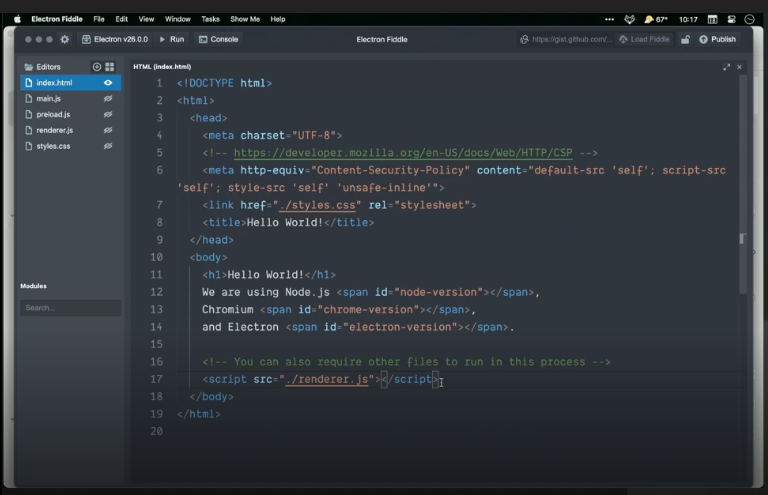 Electron Fiddle File Edit View Window Tasks Show Me Help ••• 67° 10:17
Electron v26.0.0 Run Console Electron Fiddle https://gist.github.com/... Load Fiddle Publish
Editors
index.html
main.js
preload.js
renderer.js
styles.css
Modules
Search...
HTML (index.html)
1 <!DOCTYPE html>
2 <html>
3 <head>
4 <meta charset="UTF-8">
5 <!-- https://developer.mozilla.org/en-US/docs/Web/HTTP/CSP -->
6 <meta http-equiv="Content-Security-Policy" content="default-src 'self'; script-src
'self'; style-src 'self' 'unsafe-inline'">
7 <link href="./styles.css" rel="stylesheet">
8 <title>Hello World!</title>
9 </head>
10 <body>
11 <h1>Hello World!</h1>
12 We are using Node.js <span id="node-version"></span>,
13 Chromium <span id="chrome-version"></span>,
14 and Electron <span id="electron-version"></span>.
15
16 <!-- You can also require other files to run in this process -->
17 <script src="./renderer.js"></script>
18 </body>
19 </html>
20